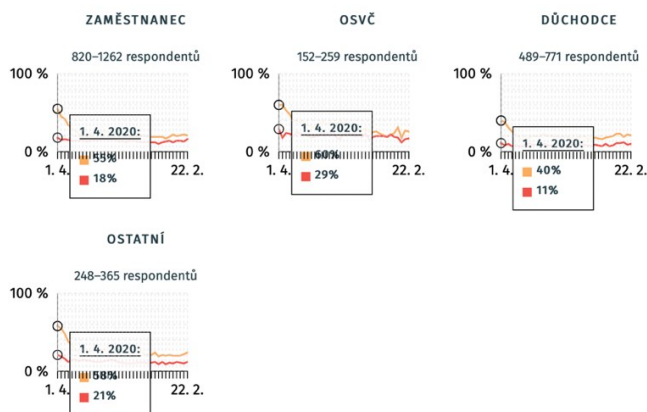 ZAMĚSTNANEC
820–1262 respondentů
100 %
0 %
1. 4. 2020:
55%
18%
1. 4.
22. 2.
OSVČ
152–259 respondentů
100 %
0 %
1. 4. 2020:
60%
29%
1. 4.
22. 2.
DŮCHODCE
489–771 respondentů
100 %
0 %
1. 4. 2020:
40%
11%
1. 4.
22. 2.
OSTATNÍ
248–365 respondentů
100 %
0 %
1. 4. 2020:
58%
21%
1. 4.
22. 2.